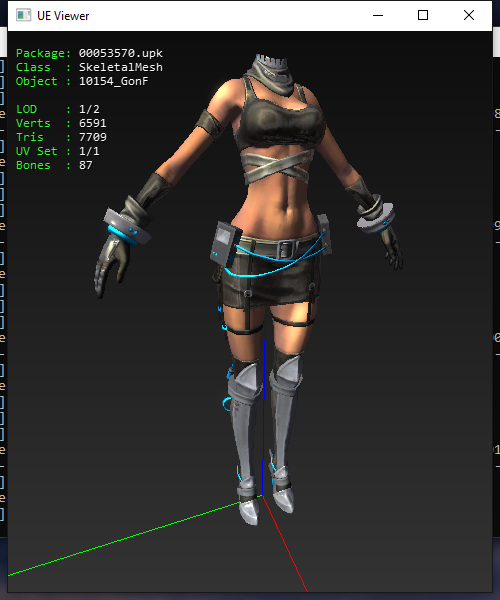 UE Viewer
Package: 00053570.upk
Class  : SkeletalMesh
Object : 10154_GonF
LOD    : 1/2
Verts  : 6591
Tris   : 7709
UV Set : 1/1
Bones  : 87